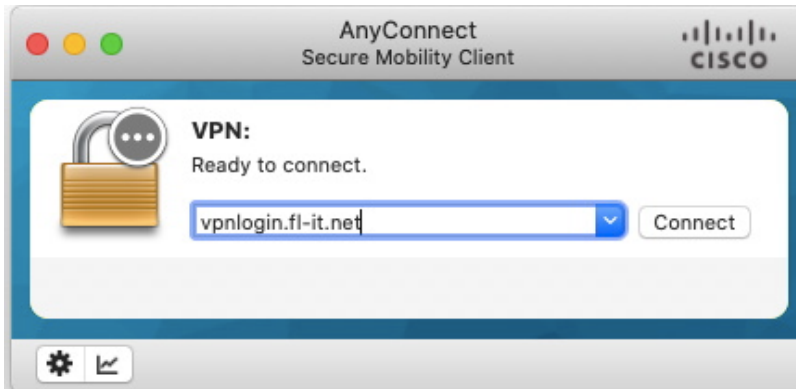 AnyConnect
Secure Mobility Client
CISCO
VPN:
Ready to connect.
vpnlogin.fl-it.net
Connect